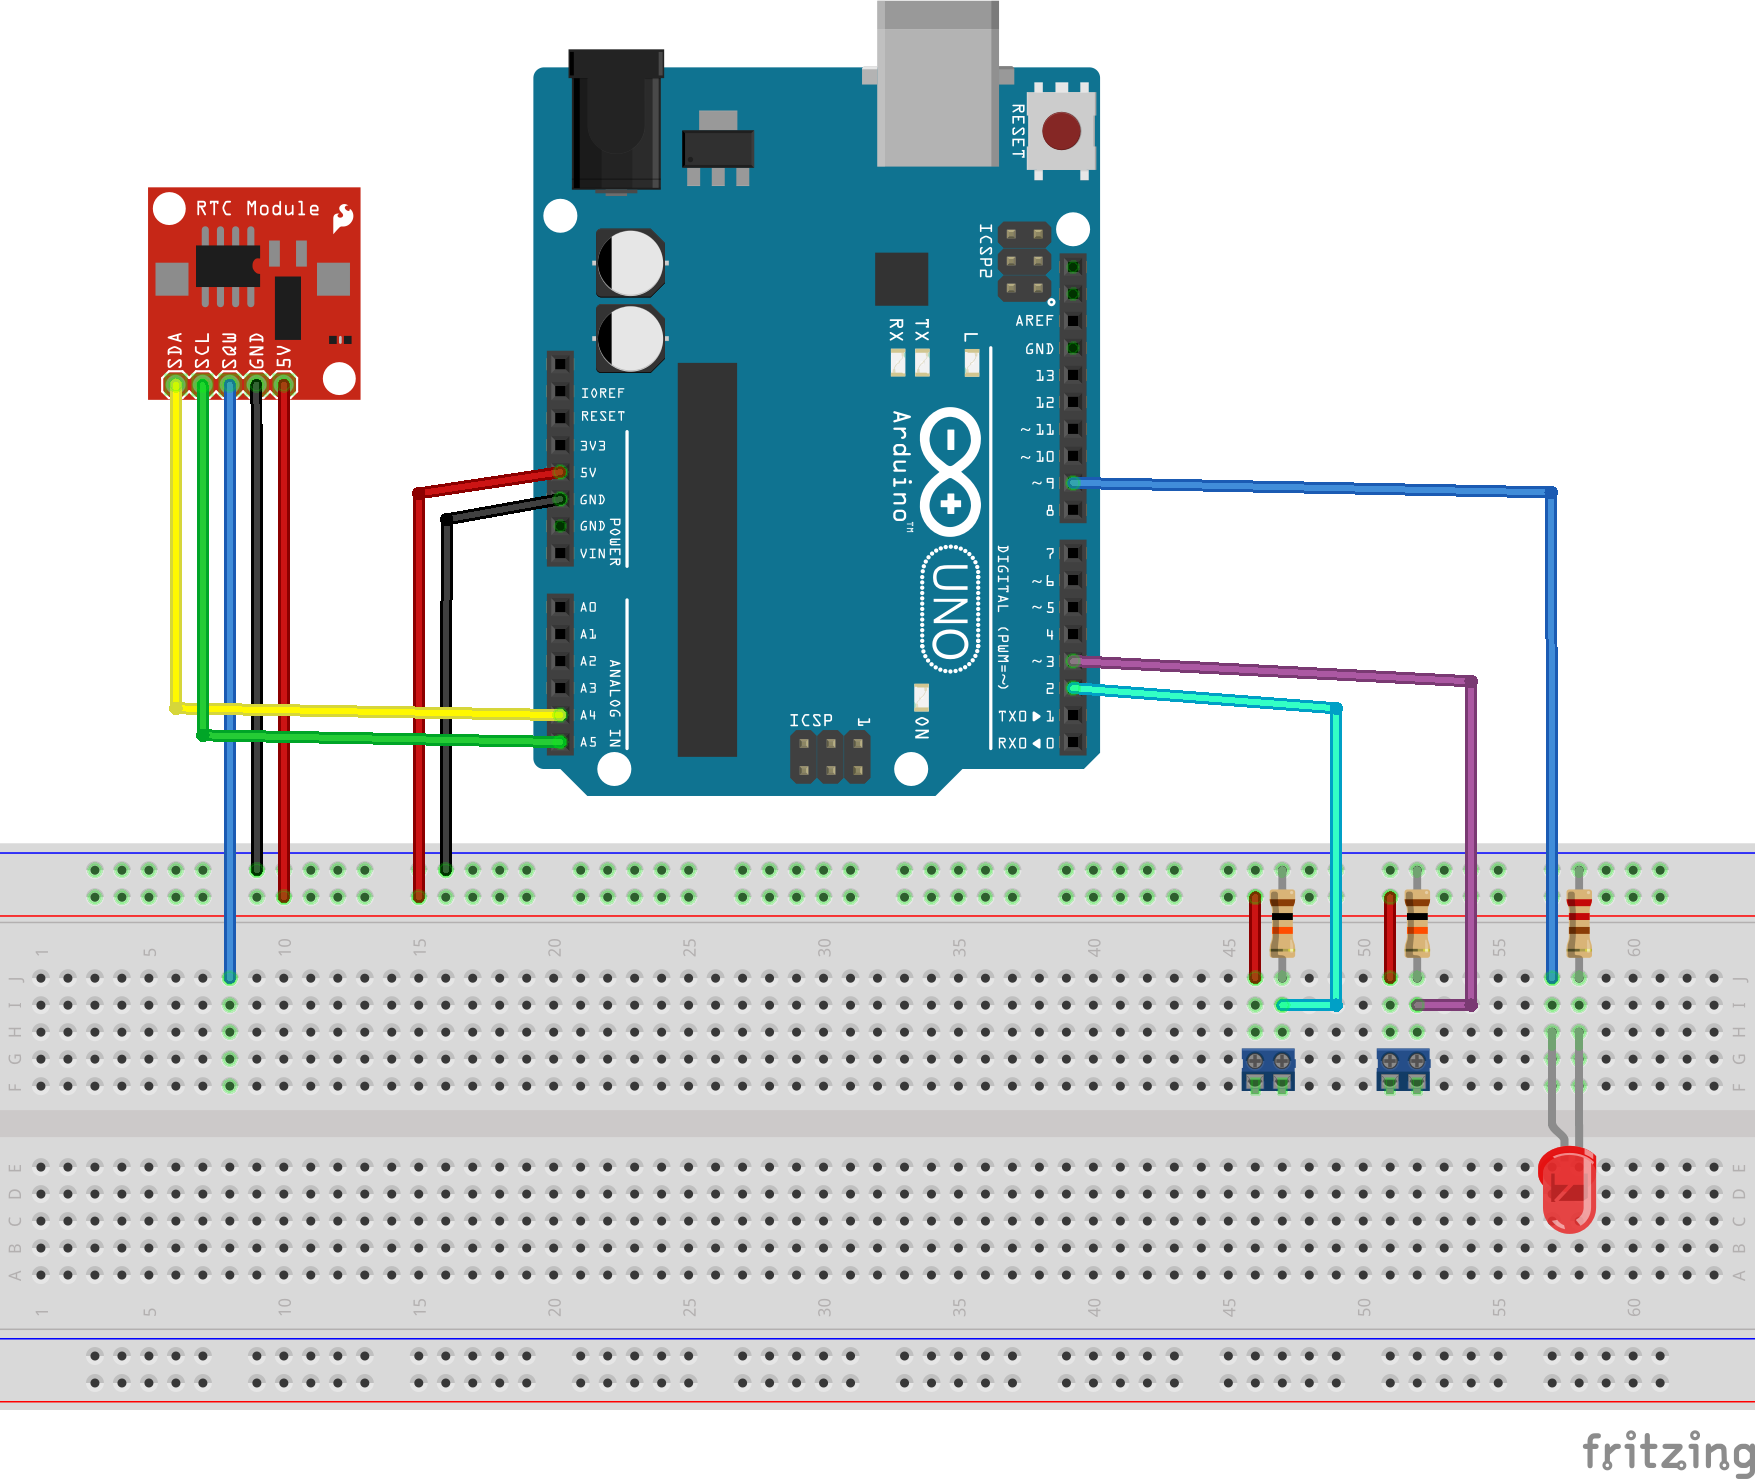 RTC Module
SDA
SCL
SQW
GND
5V
RESET
ICSP2
IOREF
RESET
3V3
5V
GND
GND
VIN
POWER
A0
A1
A2
A3
A4
A5
ANALOG IN
RX
TX
L
Arduino™
UNO
ON
ICSP
1
AREF
GND
13
12
~11
~10
~9
8
7
~6
~5
4
~3
2
TX0▶1
RX0◀0
DIGITAL (PWM=~)
1 5 10 15 20 25 30 35 40 45 50 55 60
J J
I I
H H
G G
F F
E E
D D
C C
B B
A A
1 5 10 15 20 25 30 35 40 45 50 55 60
fritzing